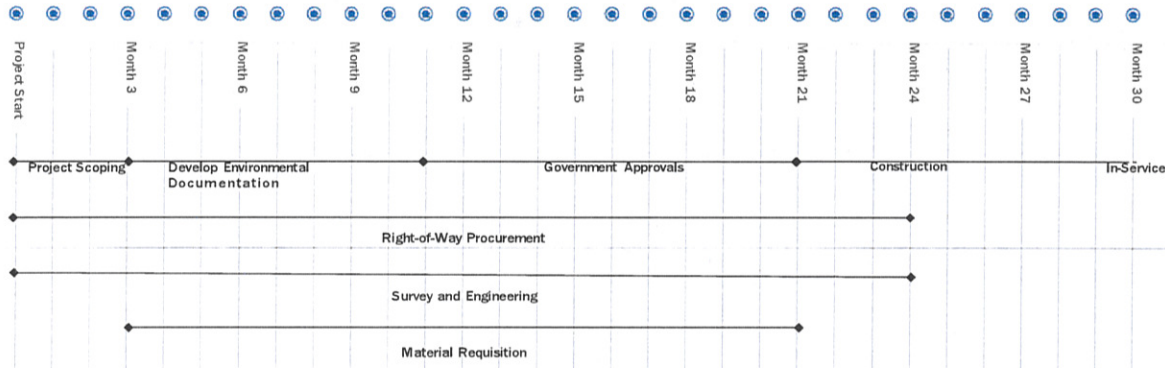 Project Start
Month 3
Month 6
Month 9
Month 12
Month 15
Month 18
Month 21
Month 24
Month 27
Month 30
Project Scoping
Develop Environmental
Documentation
Government Approvals
Construction
In-Service
Right-of-Way Procurement
Survey and Engineering
Material Requisition